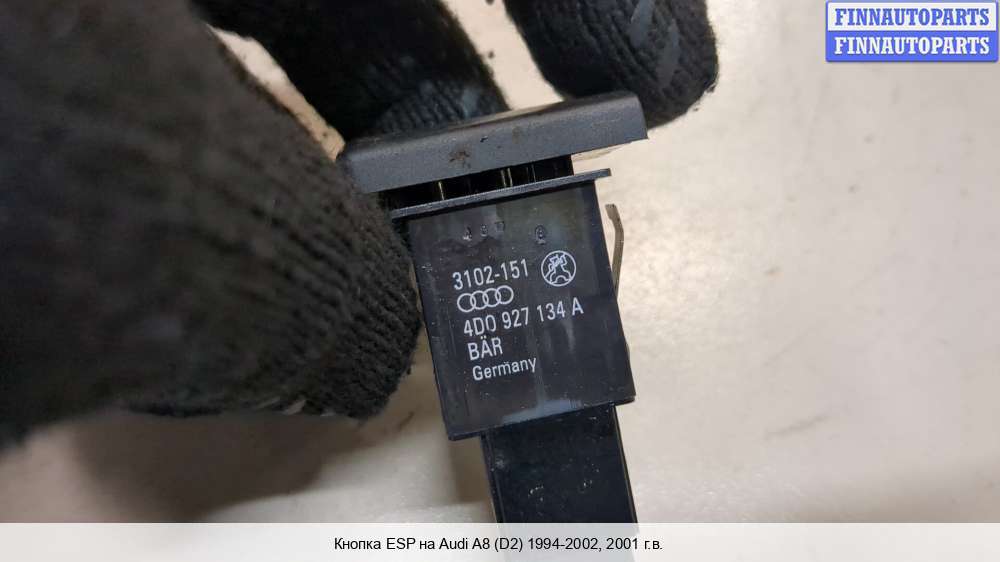 FINNAUTOPARTS
FINNAUTOPARTS
3102-151
4D0 927 134 A
BÄR
Germany
Кнопка ESP на Audi A8 (D2) 1994-2002, 2001 г.в.